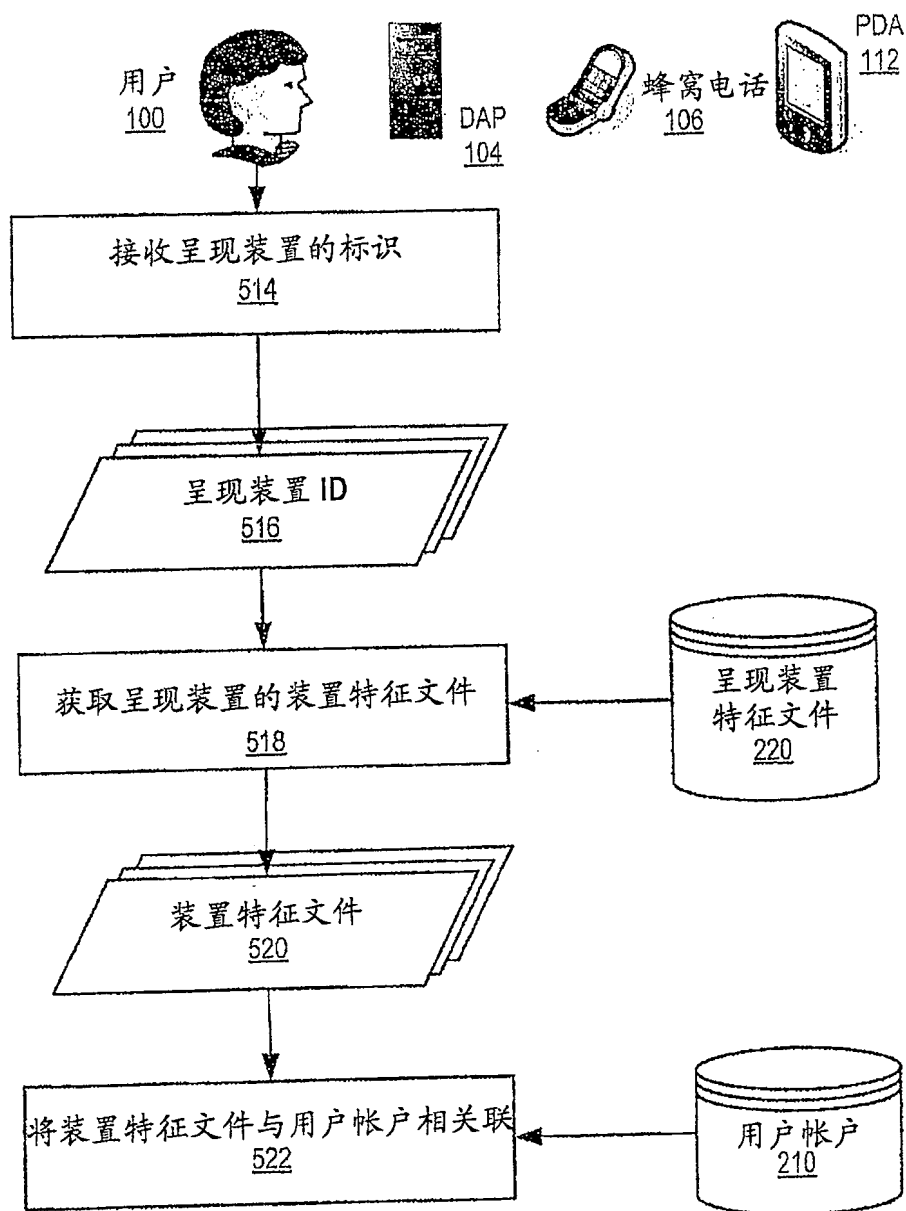 用户
100
DAP
104
蜂窝电话
106
PDA
112
接收呈现装置的标识
514
呈现装置 ID
516
获取呈现装置的装置特征文件
518
呈现装置
特征文件
220
装置特征文件
520
将装置特征文件与用户帐户相关联
522
用户帐户
210